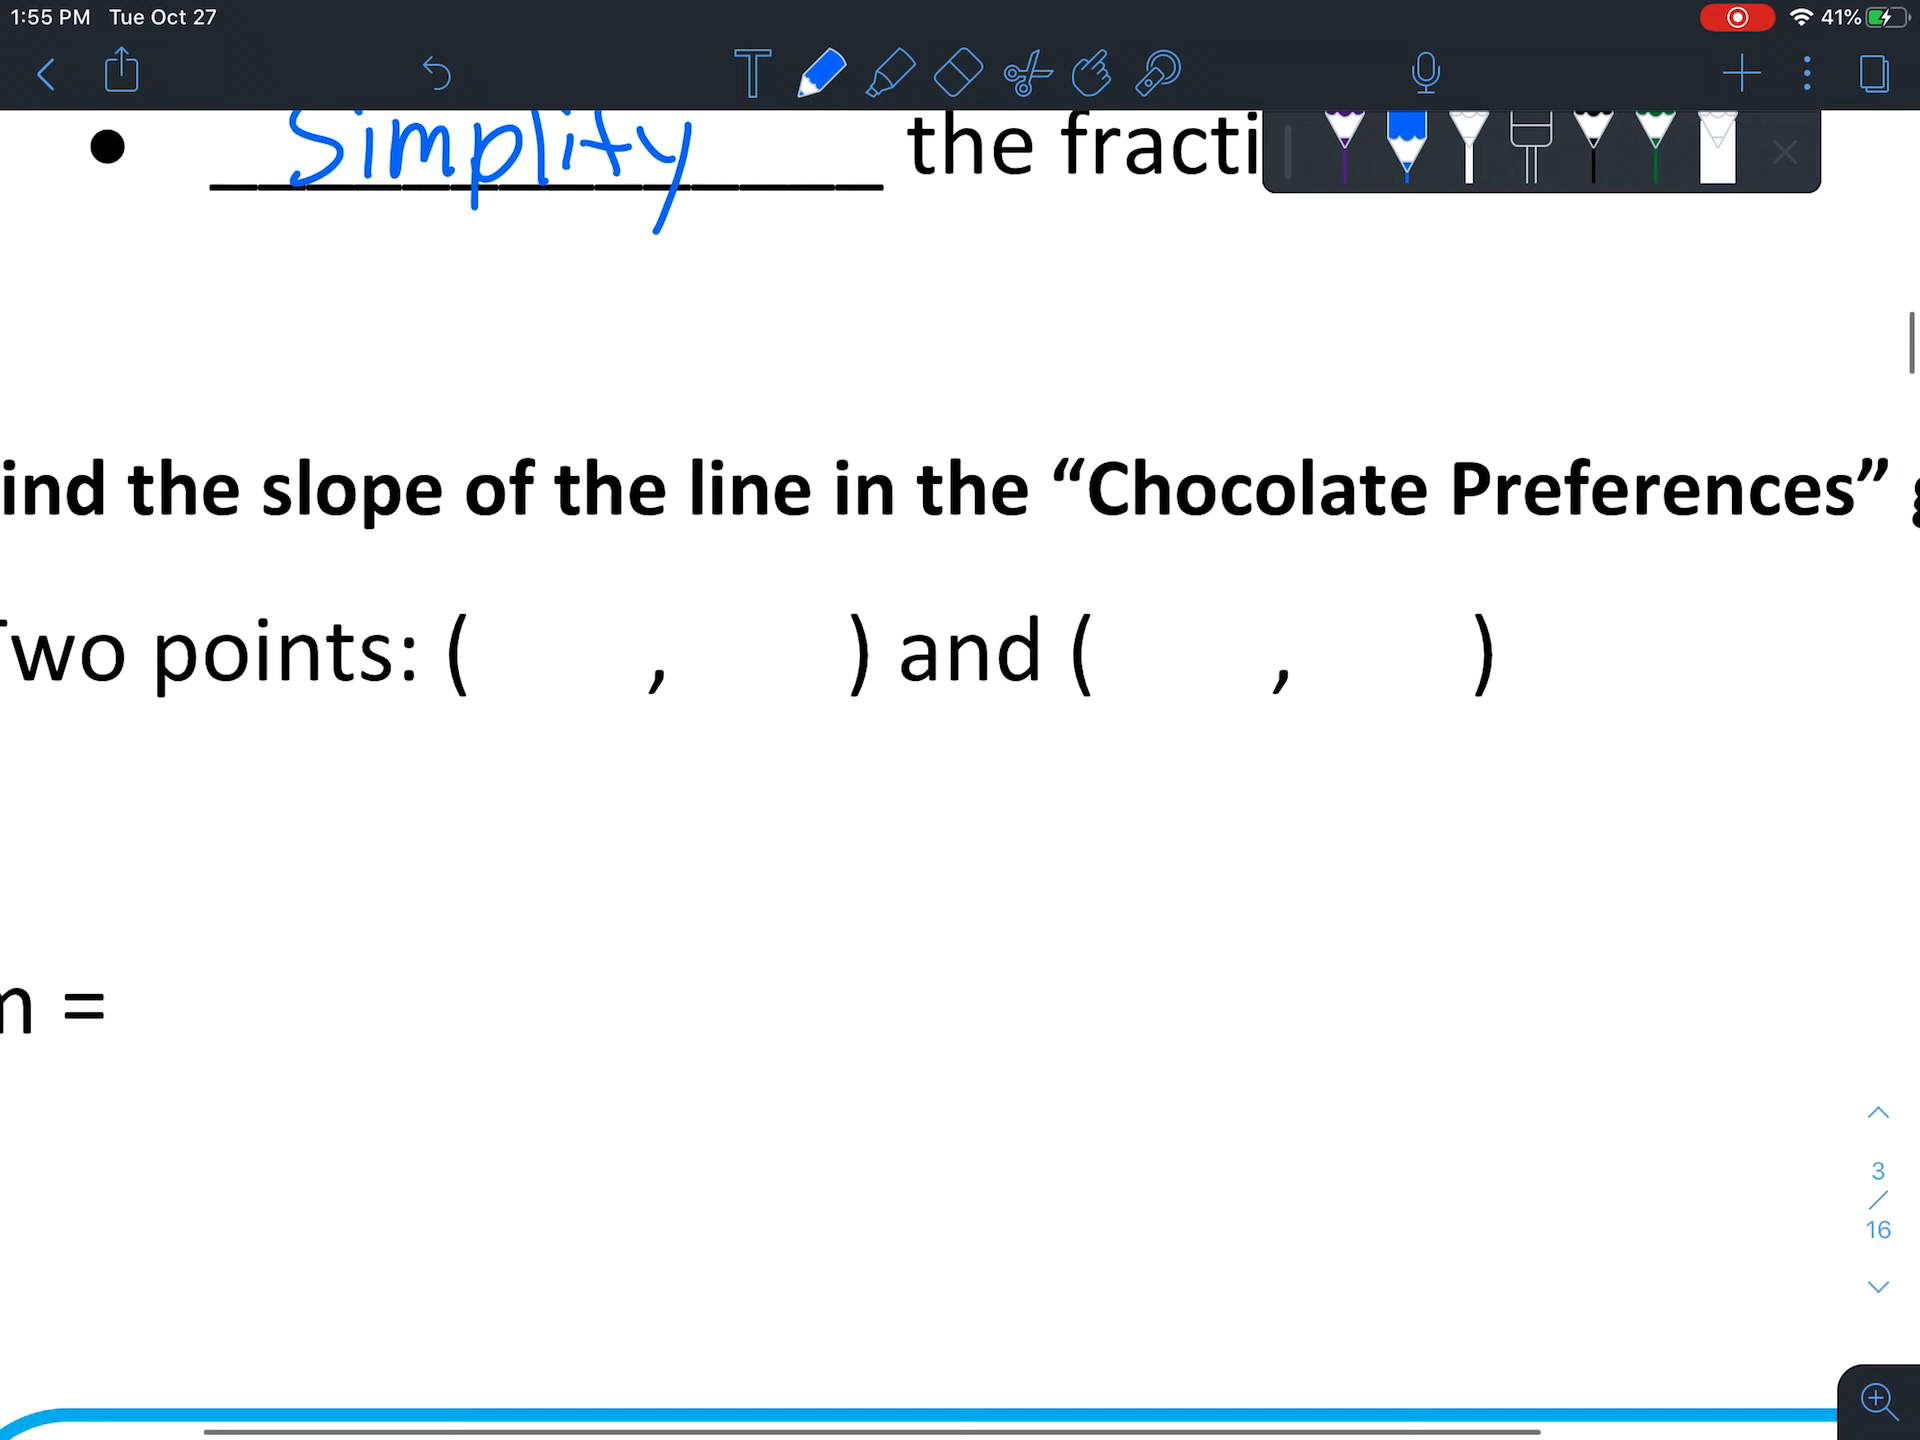 1:55 PM Tue Oct 27
41%
T
• Simplify the fracti
ind the slope of the line in the “Chocolate Preferences”
Two points: ( , ) and ( , )
m =
3
/
16